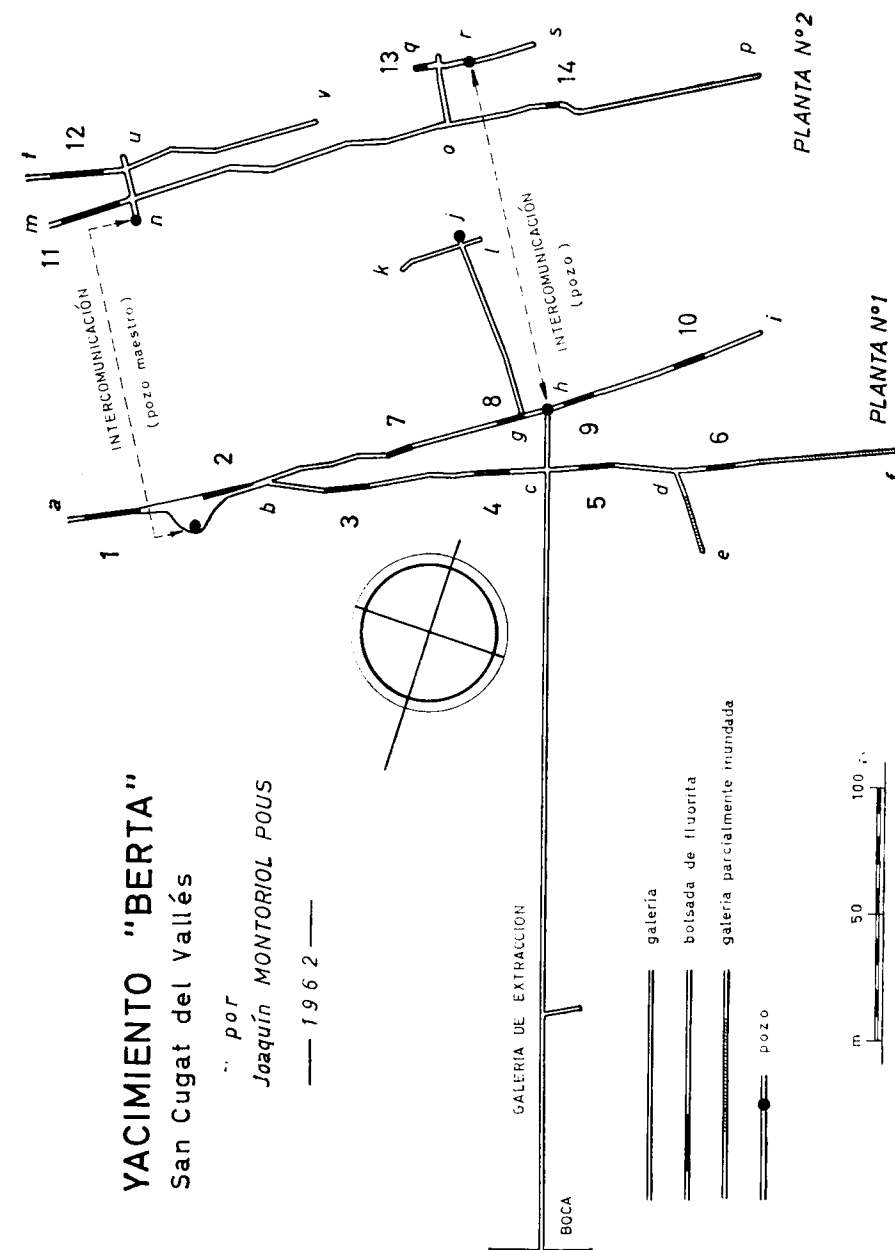 YACIMIENTO "BERTA"
San Cugat del Vallés
por
Joaquín MONTORIOL POUS
1962
GALERIA DE EXTRACCION
BOCA
galería
bolsada de fluorita
galería parcialmente inundada
pozo
m
50
100
INTERCOMUNICACIÓN
(pozo maestro)
INTERCOMUNICACIÓN
(pozo)
PLANTA Nº1
PLANTA Nº2
a
1
2
b
3
7
4
c
g
8
h
9
5
d
6
e
f
10
i
j
k
l
m
11
n
t
12
u
v
o
13
q
r
s
14
p